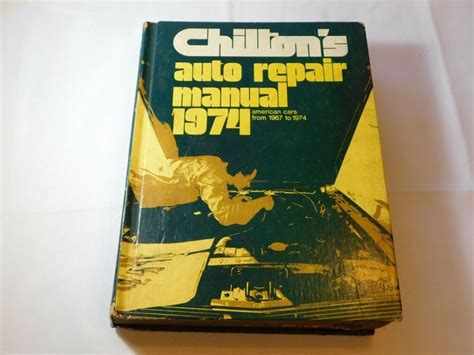 Chilton's
auto repair
manual
1974
american cars
from 1967 to 1974